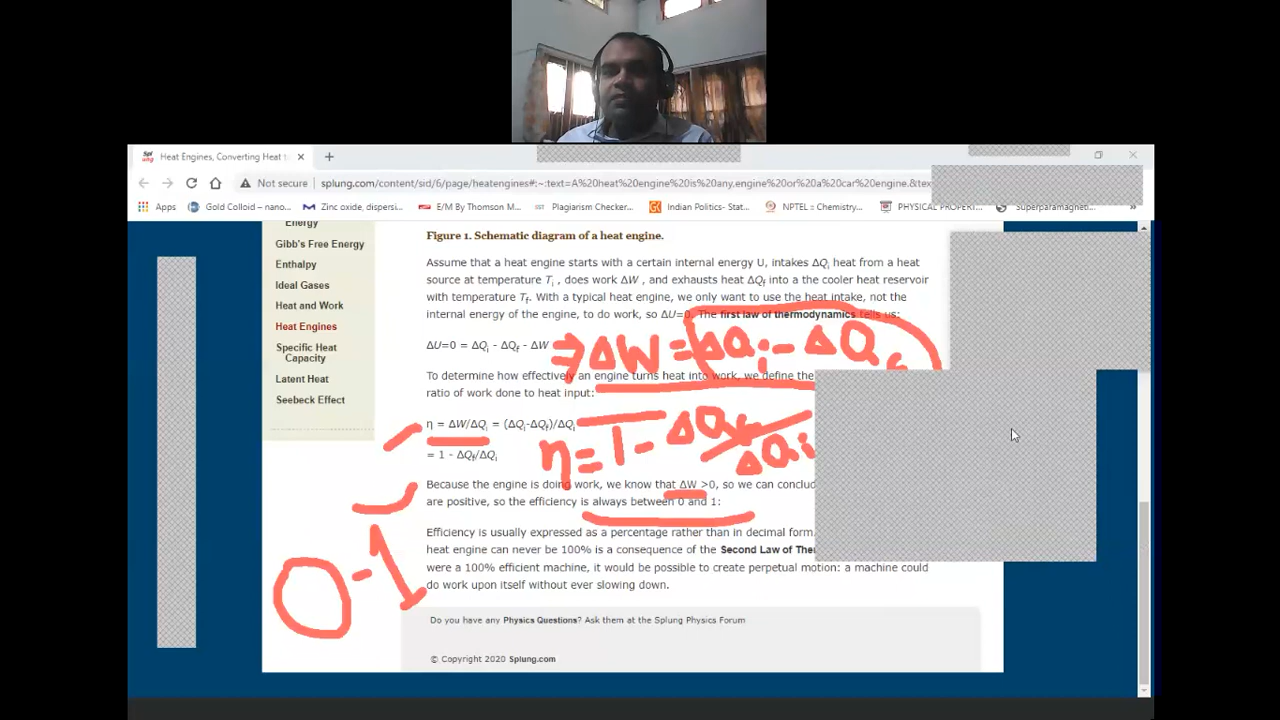 Spl
ung
Heat Engines, Converting Heat
Not secure
splung.com/content/sid/6/page/heatengines#:~:text=A%20heat%20engine%20is%20any,engine%20or%20a%20car%20engine.&tex
Apps
Gold Colloid – nano...
Zinc oxide, dispersi...
E/M By Thomson M...
Plagiarism Checker...
Indian Politics- Stat...
NPTEL :: Chemistry...
PHYSICAL PROPER...
Superparamagneti...
»
Energy
Gibb's Free Energy
Enthalpy
Ideal Gases
Heat and Work
Heat Engines
Specific Heat
Capacity
Latent Heat
Seebeck Effect
Figure 1. Schematic diagram of a heat engine.
Assume that a heat engine starts with a certain internal energy U, intakes ΔQi heat from a heat
source at temperature Ti, does work ΔW , and exhausts heat ΔQf into a the cooler heat reservoir
with temperature Tf. With a typical heat engine, we only want to use the heat intake, not the
internal energy of the engine, to do work, so ΔU=0. The first law of thermodynamics tells us:
ΔU=0 = ΔQi - ΔQf - ΔW
⇒ ΔW = ΔQi - ΔQf
To determine how effectively an engine turns heat into work, we define the
ratio of work done to heat input:
η = ΔW/ΔQi = (ΔQi-ΔQf)/ΔQi
= 1 - ΔQf/ΔQi
η = 1 - ΔQf/ΔQi
Because the engine is doing work, we know that ΔW >0, so we can conclud
are positive, so the efficiency is always between 0 and 1:
Efficiency is usually expressed as a percentage rather than in decimal form.
heat engine can never be 100% is a consequence of the Second Law of Ther
were a 100% efficient machine, it would be possible to create perpetual motion: a machine could
do work upon itself without ever slowing down.
0-1
Do you have any Physics Questions? Ask them at the Splung Physics Forum
© Copyright 2020 Splung.com